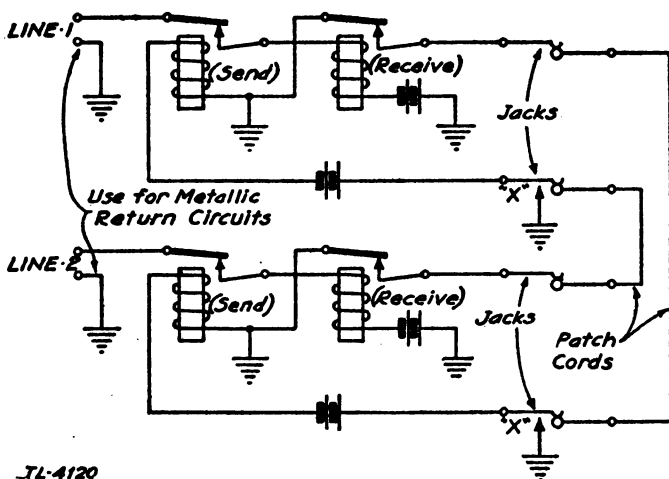 LINE-1
(Send)
(Receive)
Jacks
"X"
Use for Metallic
Return Circuits
LINE-2
(Send)
(Receive)
Jacks
Patch
Cords
"X"
TL-4120